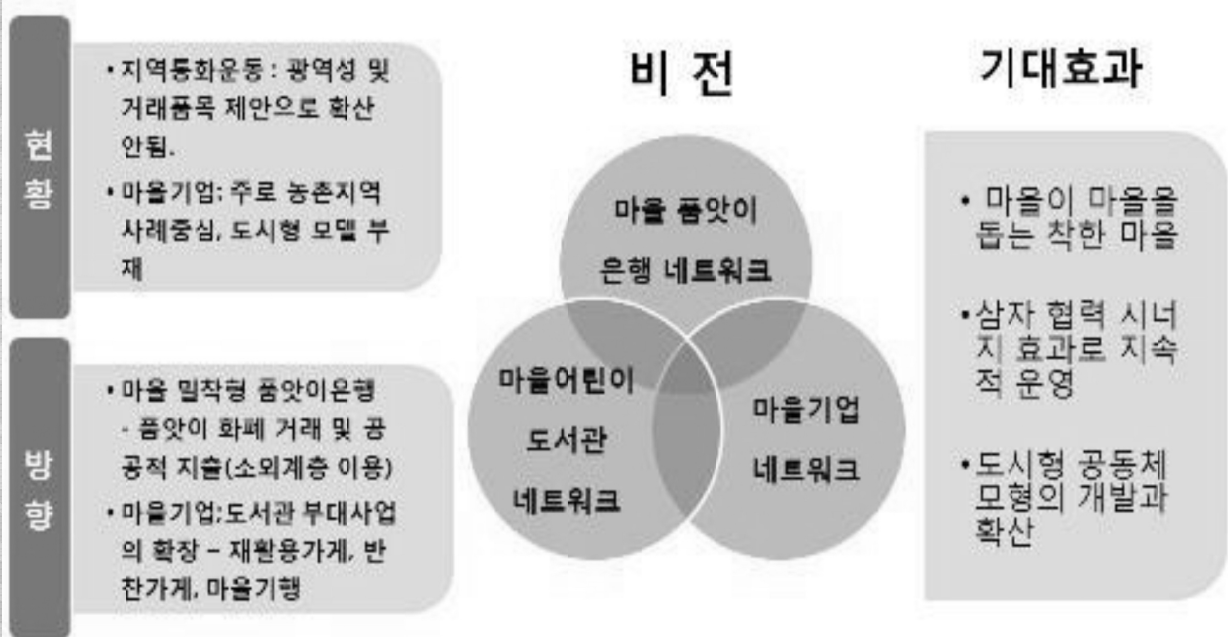 현황
• 지역통화운동 : 광역성 및
거래품목 제안으로 확산
안됨.
• 마을기업: 주로 농촌지역
사례중심, 도시형 모델 부
재
방향
• 마을 밀착형 품앗이은행
- 품앗이 화폐 거래 및 공
공적 지출(소외계층 이용)
• 마을기업;도서관 부대사업
의 확장 – 재활용가게, 반
찬가게, 마을기행
비 전
마을 품앗이
은행 네트워크
마을어린이
도서관
네트워크
마을기업
네트워크
기대효과
• 마을이 마을을
돕는 착한 마을
•삼자 협력 시너
지 효과로 지속
적 운영
•도시형 공동체
모형의 개발과
확산